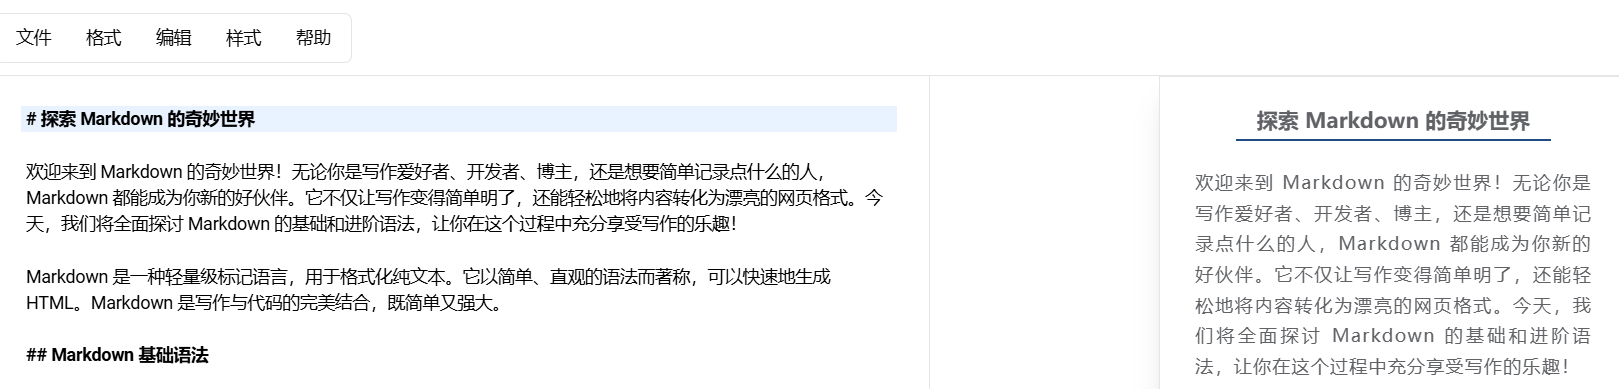 文件 格式 编辑 样式 帮助
# 探索 Markdown 的奇妙世界
欢迎来到 Markdown 的奇妙世界！无论你是写作爱好者、开发者、博主，还是想要简单记录点什么的人，
Markdown 都能成为你新的好伙伴。它不仅让写作变得简单明了，还能轻松地将内容转化为漂亮的网页格式。今
天，我们将全面探讨 Markdown 的基础和进阶语法，让你在这个过程中充分享受写作的乐趣！
Markdown 是一种轻量级标记语言，用于格式化纯文本。它以简单、直观的语法而著称，可以快速地生成
HTML。Markdown 是写作与代码的完美结合，既简单又强大。
## Markdown 基础语法
探索 Markdown 的奇妙世界
欢迎来到 Markdown 的奇妙世界！无论你是
写作爱好者、开发者、博主，还是想要简单记
录点什么的人，Markdown 都能成为你新的
好伙伴。它不仅让写作变得简单明了，还能轻
松地将内容转化为漂亮的网页格式。今天，我
们将全面探讨 Markdown 的基础和进阶语
法，让你在这个过程中充分享受写作的乐趣！